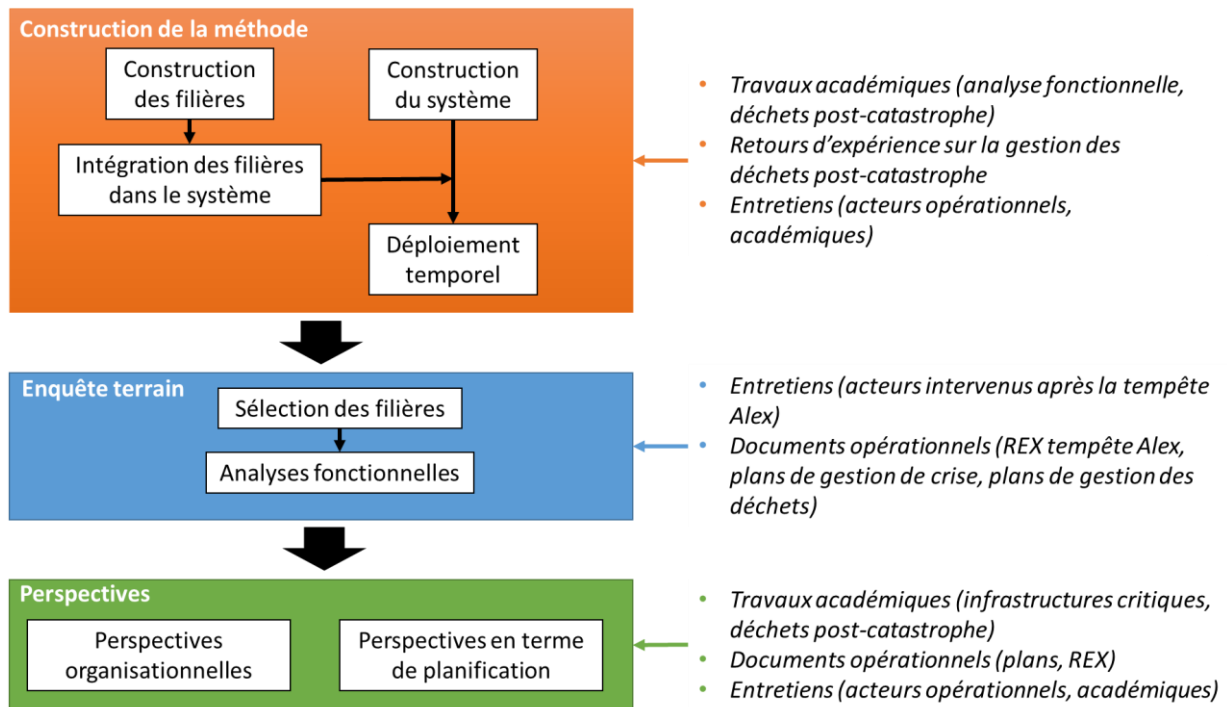 Construction de la méthode
Construction
des filières
Construction
du système
Intégration des filières
dans le système
Déploiement
temporel
• Travaux académiques (analyse fonctionnelle,
déchets post-catastrophe)
• Retours d’expérience sur la gestion des
déchets post-catastrophe
• Entretiens (acteurs opérationnels,
académiques)
Enquête terrain
Sélection des filières
Analyses fonctionnelles
• Entretiens (acteurs intervenus après la tempête
Alex)
• Documents opérationnels (REX tempête Alex,
plans de gestion de crise, plans de gestion des
déchets)
Perspectives
Perspectives
organisationnelles
Perspectives en terme
de planification
• Travaux académiques (infrastructures critiques,
déchets post-catastrophe)
• Documents opérationnels (plans, REX)
• Entretiens (acteurs opérationnels, académiques)